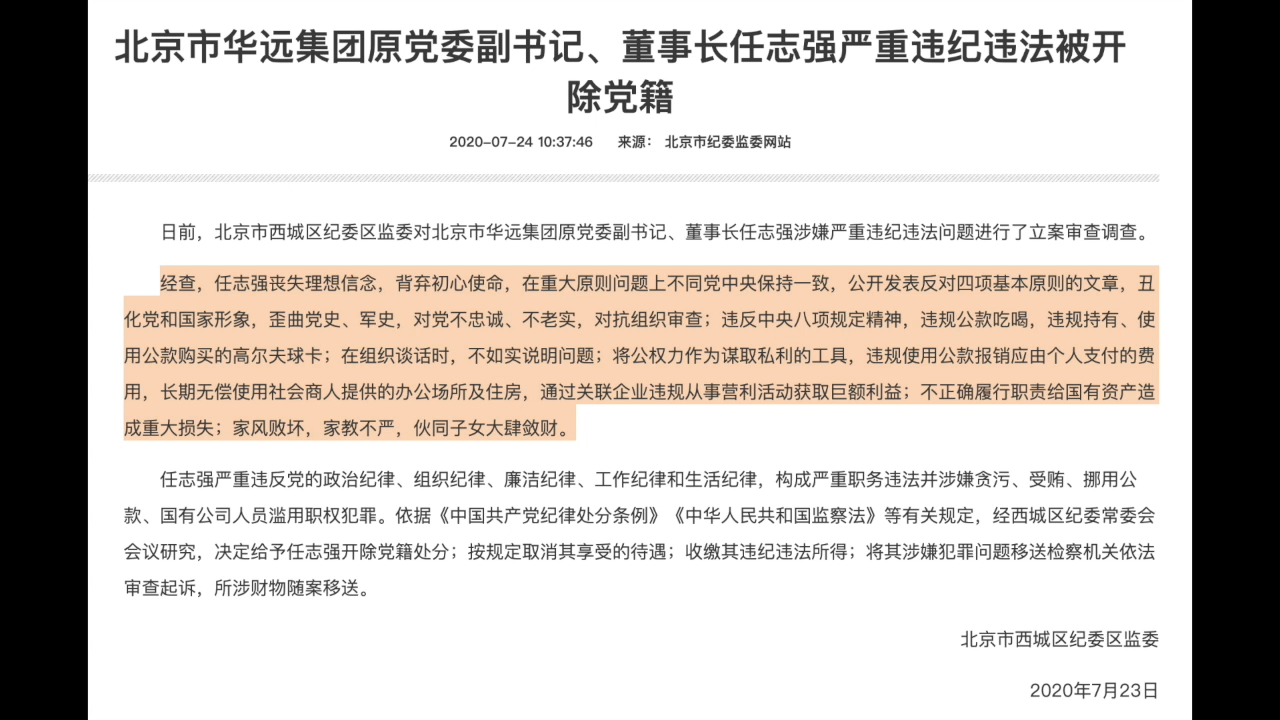 北京市华远集团原党委副书记、董事长任志强严重违纪违法被开
除党籍
2020-07-24 10:37:46 来源： 北京市纪委监委网站
日前，北京市西城区纪委区监委对北京市华远集团原党委副书记、董事长任志强涉嫌严重违纪违法问题进行了立案审查调查。
经查，任志强丧失理想信念，背弃初心使命，在重大原则问题上不同党中央保持一致，公开发表反对四项基本原则的文章，丑
化党和国家形象，歪曲党史、军史，对党不忠诚、不老实，对抗组织审查；违反中央八项规定精神，违规公款吃喝，违规持有、使
用公款购买的高尔夫球卡；在组织谈话时，不如实说明问题；将公权力作为谋取私利的工具，违规使用公款报销应由个人支付的费
用，长期无偿使用社会商人提供的办公场所及住房，通过关联企业违规从事营利活动获取巨额利益；不正确履行职责给国有资产造
成重大损失；家风败坏，家教不严，伙同子女大肆敛财。
任志强严重违反党的政治纪律、组织纪律、廉洁纪律、工作纪律和生活纪律，构成严重职务违法并涉嫌贪污、受贿、挪用公
款、国有公司人员滥用职权犯罪。依据《中国共产党纪律处分条例》《中华人民共和国监察法》等有关规定，经西城区纪委常委会
会议研究，决定给予任志强开除党籍处分；按规定取消其享受的待遇；收缴其违纪违法所得；将其涉嫌犯罪问题移送检察机关依法
审查起诉，所涉财物随案移送。
北京市西城区纪委区监委
2020年7月23日